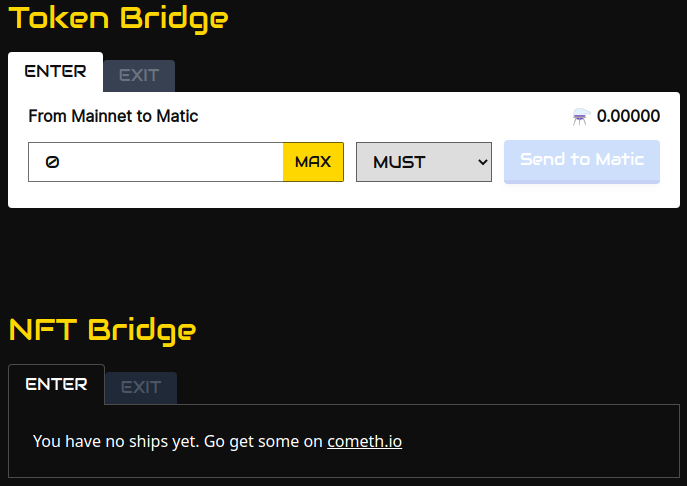 Token Bridge
ENTER EXIT
From Mainnet to Matic 0.00000
0 MAX MUST Send to Matic
NFT Bridge
ENTER EXIT
You have no ships yet. Go get some on cometh.io